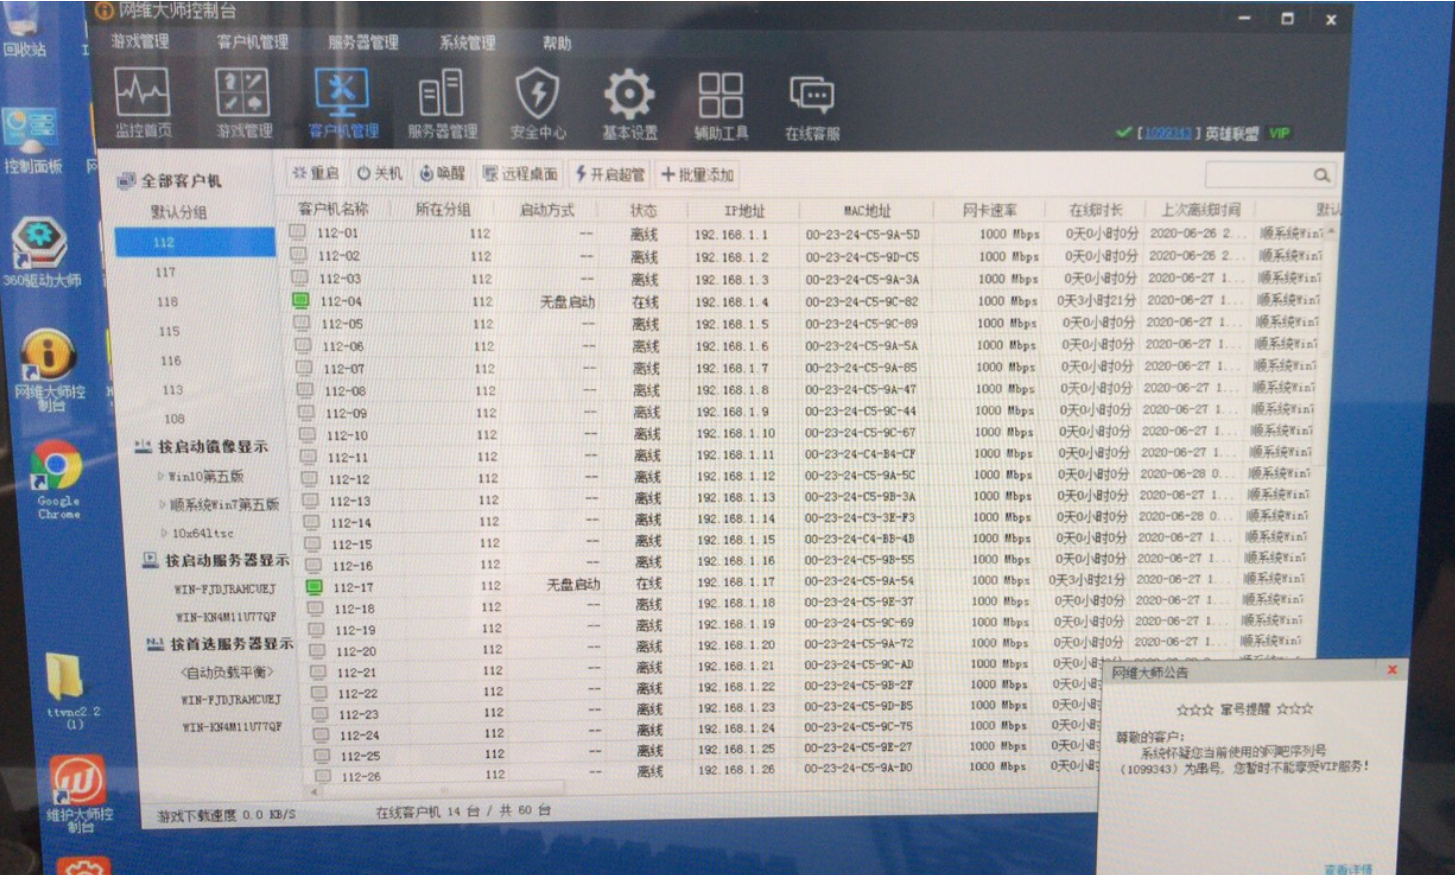 网维大师控制台
游戏管理 客户机管理 服务器管理 系统管理 帮助
监控首页 游戏管理 客户机管理 服务器管理 安全中心 基本设置 辅助工具 在线客服
[1099343] 英雄联盟 VIP
重启 关机 唤醒 远程桌面 开启超管 批量添加
客户机名称 所在分组 启动方式 状态 IP地址 MAC地址 网卡速率 在线时长 上次离线时间 默认
112-01 112 -- 离线 192.168.1.1 00-23-24-C5-9A-5D 1000 Mbps 0天0小时0分 2020-06-26 2... 顺系统Win7
112-02 112 -- 离线 192.168.1.2 00-23-24-C5-9D-C5 1000 Mbps 0天0小时0分 2020-06-26 2... 顺系统Win7
112-03 112 -- 离线 192.168.1.3 00-23-24-C5-9A-3A 1000 Mbps 0天0小时0分 2020-06-27 1... 顺系统Win7
112-04 112 无盘启动 在线 192.168.1.4 00-23-24-C5-9C-82 1000 Mbps 0天3小时21分 2020-06-27 1... 顺系统Win7
112-05 112 -- 离线 192.168.1.5 00-23-24-C5-9C-89 1000 Mbps 0天0小时0分 2020-06-27 1... 顺系统Win7
112-06 112 -- 离线 192.168.1.6 00-23-24-C5-9A-5A 1000 Mbps 0天0小时0分 2020-06-27 1... 顺系统Win7
112-07 112 -- 离线 192.168.1.7 00-23-24-C5-9A-85 1000 Mbps 0天0小时0分 2020-06-27 1... 顺系统Win7
112-08 112 -- 离线 192.168.1.8 00-23-24-C5-9A-47 1000 Mbps 0天0小时0分 2020-06-27 1... 顺系统Win7
112-09 112 -- 离线 192.168.1.9 00-23-24-C5-9C-44 1000 Mbps 0天0小时0分 2020-06-27 1... 顺系统Win7
112-10 112 -- 离线 192.168.1.10 00-23-24-C5-9C-67 1000 Mbps 0天0小时0分 2020-06-27 1... 顺系统Win7
112-11 112 -- 离线 192.168.1.11 00-23-24-C4-B4-CF 1000 Mbps 0天0小时0分 2020-06-27 1... 顺系统Win7
112-12 112 -- 离线 192.168.1.12 00-23-24-C5-9A-5C 1000 Mbps 0天0小时0分 2020-06-28 0... 顺系统Win7
112-13 112 -- 离线 192.168.1.13 00-23-24-C5-9B-3A 1000 Mbps 0天0小时0分 2020-06-27 1... 顺系统Win7
112-14 112 -- 离线 192.168.1.14 00-23-24-C3-3E-F3 1000 Mbps 0天0小时0分 2020-06-28 0... 顺系统Win7
112-15 112 -- 离线 192.168.1.15 00-23-24-C4-BB-4B 1000 Mbps 0天0小时0分 2020-06-27 1... 顺系统Win7
112-16 112 -- 离线 192.168.1.16 00-23-24-C5-9B-55 1000 Mbps 0天0小时0分 2020-06-27 1... 顺系统Win7
112-17 112 无盘启动 在线 192.168.1.17 00-23-24-C5-9A-54 1000 Mbps 0天3小时21分 2020-06-27 1... 顺系统Win7
112-18 112 -- 离线 192.168.1.18 00-23-24-C5-9E-37 1000 Mbps 0天0小时0分 2020-06-27 1... 顺系统Win7
112-19 112 -- 离线 192.168.1.19 00-23-24-C5-9C-69 1000 Mbps 0天0小时0分 2020-06-27 1... 顺系统Win7
112-20 112 -- 离线 192.168.1.20 00-23-24-C5-9A-72 1000 Mbps 0天0小时0分 2020-06-27 1... 顺系统Win7
112-21 112 -- 离线 192.168.1.21 00-23-24-C5-9C-AD 1000 Mbps 0天0小时
112-22 112 -- 离线 192.168.1.22 00-23-24-C5-9B-2F 1000 Mbps 0天0小时
112-23 112 -- 离线 192.168.1.23 00-23-24-C5-9D-B5 1000 Mbps 0天0小时
112-24 112 -- 离线 192.168.1.24 00-23-24-C5-9C-75 1000 Mbps 0天0小时
112-25 112 -- 离线 192.168.1.25 00-23-24-C5-9E-27 1000 Mbps 0天0小时
112-26 112 -- 离线 192.168.1.26 00-23-24-C5-9A-B0 1000 Mbps 0天0小时
全部客户机
默认分组
112
117
118
115
116
113
108
按启动镜像显示
Win10第五版
顺系统Win7第五版
10x64ltsc
按启动服务器显示
WIN-FJDJRAHCUEJ
WIN-KN4M11U77QF
按首选服务器显示
<自动负载平衡>
WIN-FJDJRAHCUEJ
WIN-KN4M11U77QF
游戏下载速度 0.0 KB/S 在线客户机 14 台 / 共 60 台
网维大师公告
☆☆☆ 串号提醒 ☆☆☆
尊敬的客户:
系统怀疑您当前使用的网吧序列号
(1099343)为串号,您暂时不能享受VIP服务!
查看详情
回收站
控制面板
360驱动大师
网维大师控
制台
Google
Chrome
ttvnc2.2
(1)
维护大师控
制台